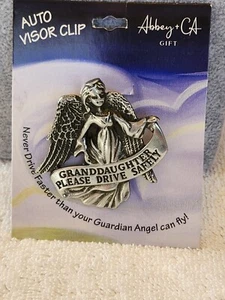 AUTO
VISOR CLIP
Abbey + CA
GIFT
GRANDDAUGHTER
PLEASE DRIVE SAFELY
Never Drive Faster than your Guardian Angel can fly!